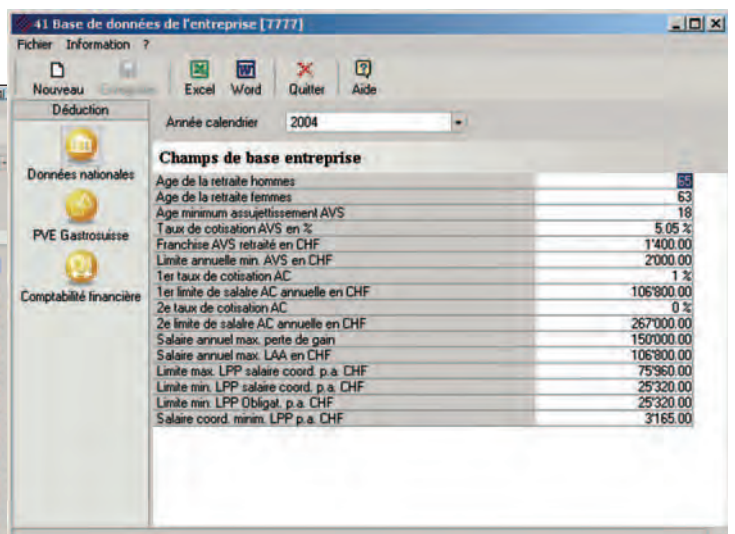 41 Base de données de l'entreprise [7777]
Fichier Information ?
Nouveau Excel Word Quitter Aide
Déduction
Année calendrier 2004
Données nationales
PVE Gastrosuisse
Comptabilité financière
Champs de base entreprise
Age de la retraite hommes 65
Age de la retraite femmes 63
Age minimum assujettissement AVS 18
Taux de cotisation AVS en % 5.05 %
Franchise AVS retraité en CHF 1'400.00
Limite annuelle min. AVS en CHF 2'000.00
1er taux de cotisation AC 1 %
1er limite de salaire AC annuelle en CHF 106'800.00
2e taux de cotisation AC 0 %
2e limite de salaire AC annuelle en CHF 267'000.00
Salaire annuel max. perte de gain 150'000.00
Salaire annuel max. LAA en CHF 106'800.00
Limite max. LPP salaire coord. p.a. CHF 75'960.00
Limite min. LPP salaire coord. p.a. CHF 25'320.00
Limite min. LPP Obligat. p.a. CHF 25'320.00
Salaire coord. minim. LPP p.a. CHF 3'165.00